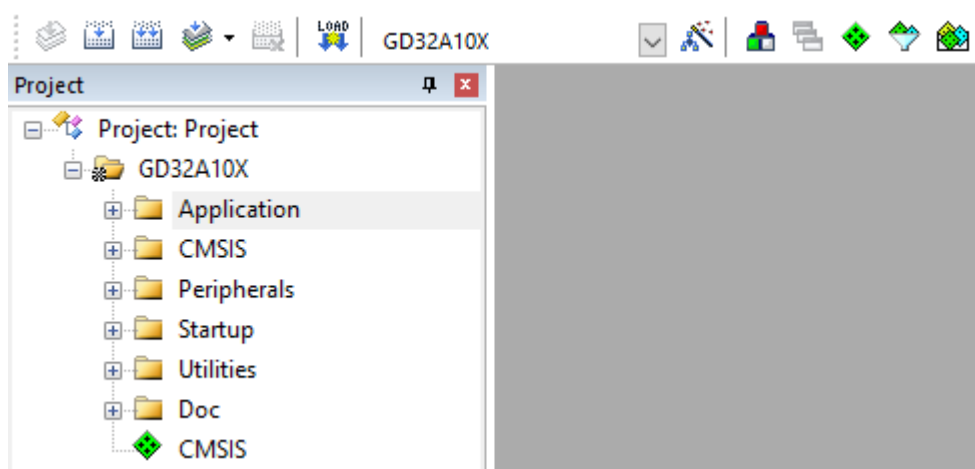 LOAD
GD32A10X
Project
Project: Project
GD32A10X
Application
CMSIS
Peripherals
Startup
Utilities
Doc
CMSIS